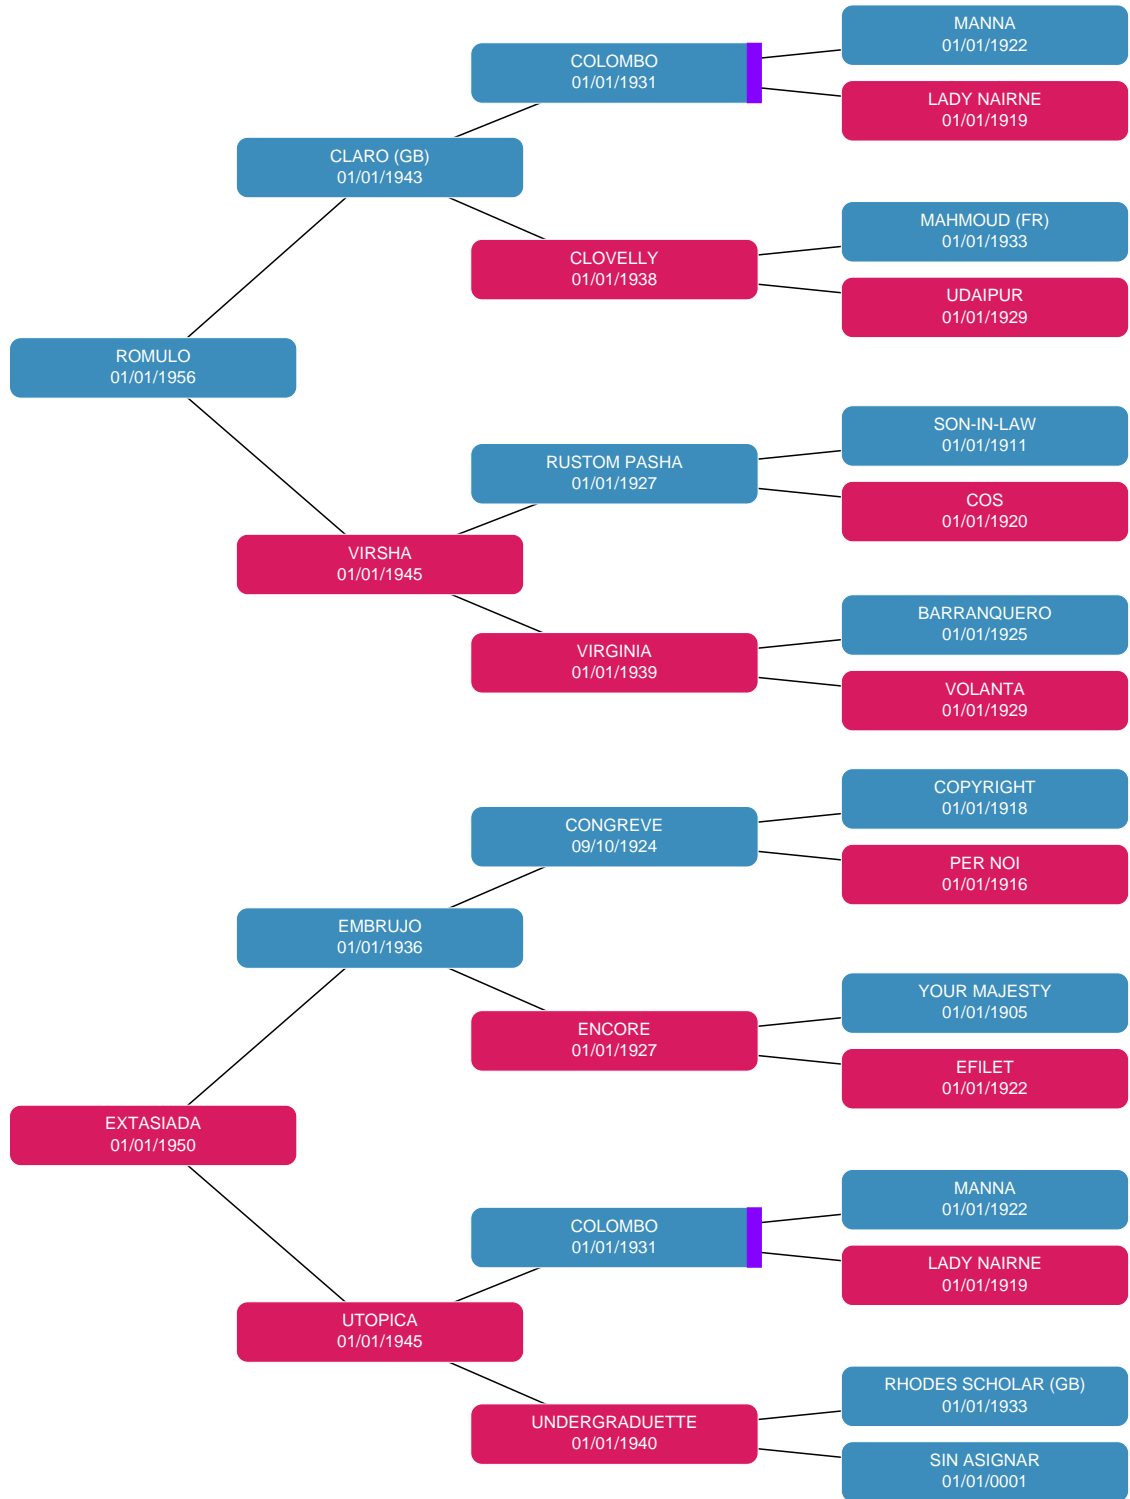 MANNA
01/01/1922
COLOMBO
01/01/1931
LADY NAIRNE
01/01/1919
CLARO (GB)
01/01/1943
MAHMOUD (FR)
01/01/1933
CLOVELLY
01/01/1938
UDAIPUR
01/01/1929
ROMULO
01/01/1956
SON-IN-LAW
01/01/1911
RUSTOM PASHA
01/01/1927
COS
01/01/1920
VIRSHA
01/01/1945
BARRANQUERO
01/01/1925
VIRGINIA
01/01/1939
VOLANTA
01/01/1929
COPYRIGHT
01/01/1918
CONGREVE
09/10/1924
PER NOI
01/01/1916
EMBRUJO
01/01/1936
YOUR MAJESTY
01/01/1905
ENCORE
01/01/1927
EFILET
01/01/1922
EXTASIADA
01/01/1950
MANNA
01/01/1922
COLOMBO
01/01/1931
LADY NAIRNE
01/01/1919
UTOPICA
01/01/1945
RHODES SCHOLAR (GB)
01/01/1933
UNDERGRADUETTE
01/01/1940
SIN ASIGNAR
01/01/0001